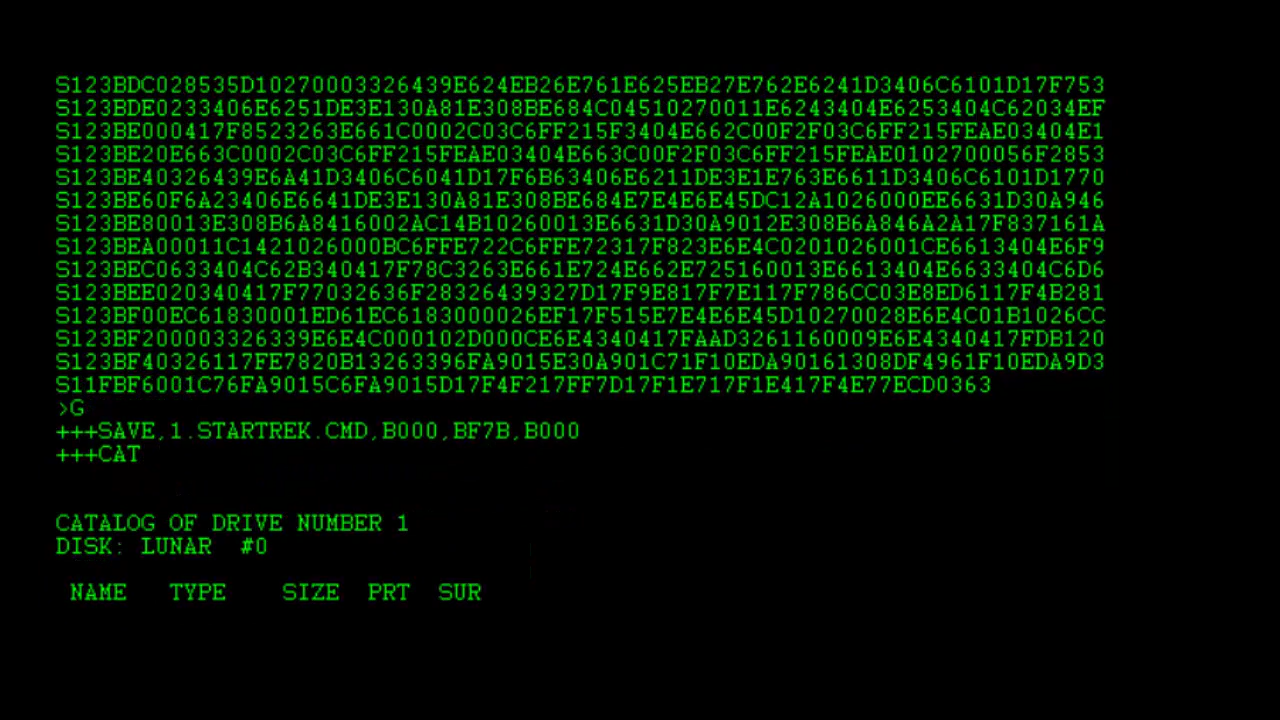 S123BDC028535D10270003326439E624EB26E761E625EB27E762E6241D3406C6101D17F753
S123BDE0233406E6251DE3E130A81E308BE684C04510270011E6243404E6253404C62034EF
S123BE000417F8523263E661C0002C03C6FF215F3404E662C00F2F03C6FF215FEAE03404E1
S123BE20E663C0002C03C6FF215FEAE03404E663C00F2F03C6FF215FEAE0102700056F2853
S123BE40326439E6A41D3406C6041D17F6B63406E6211DE3E1E763E6611D3406C6101D1770
S123BE60F6A23406E6641DE3E130A81E308BE684E7E4E6E45DC12A1026000EE6631D30A946
S123BE80013E308B6A8416002AC14B10260013E6631D30A9012E308B6A846A2A17F837161A
S123BEA00011C1421026000BC6FFE722C6FFE72317F823E6E4C0201026001CE6613404E6F9
S123BEC0633404C62B340417F78C3263E661E724E662E725160013E6613404E6633404C6D6
S123BEE020340417F77032636F28326439327D17F9E817F7E117F786CC03E8ED6117F4B281
S123BF00EC61830001ED61EC6183000026EF17F515E7E4E6E45D10270028E6E4C01B1026CC
S123BF200003326339E6E4C000102D000CE6E4340417FAAD3261160009E6E4340417FDB120
S123BF40326117FE7820B13263396FA9015E30A901C71F10EDA90161308DF4961F10EDA9D3
S11FBF6001C76FA9015C6FA9015D17F4F217FF7D17F1E717F1E417F4E77ECD0363
>G
+++SAVE,1.STARTREK.CMD,B000,BF7B,B000
+++CAT
CATALOG OF DRIVE NUMBER 1
DISK: LUNAR #0
NAME TYPE SIZE PRT SUR